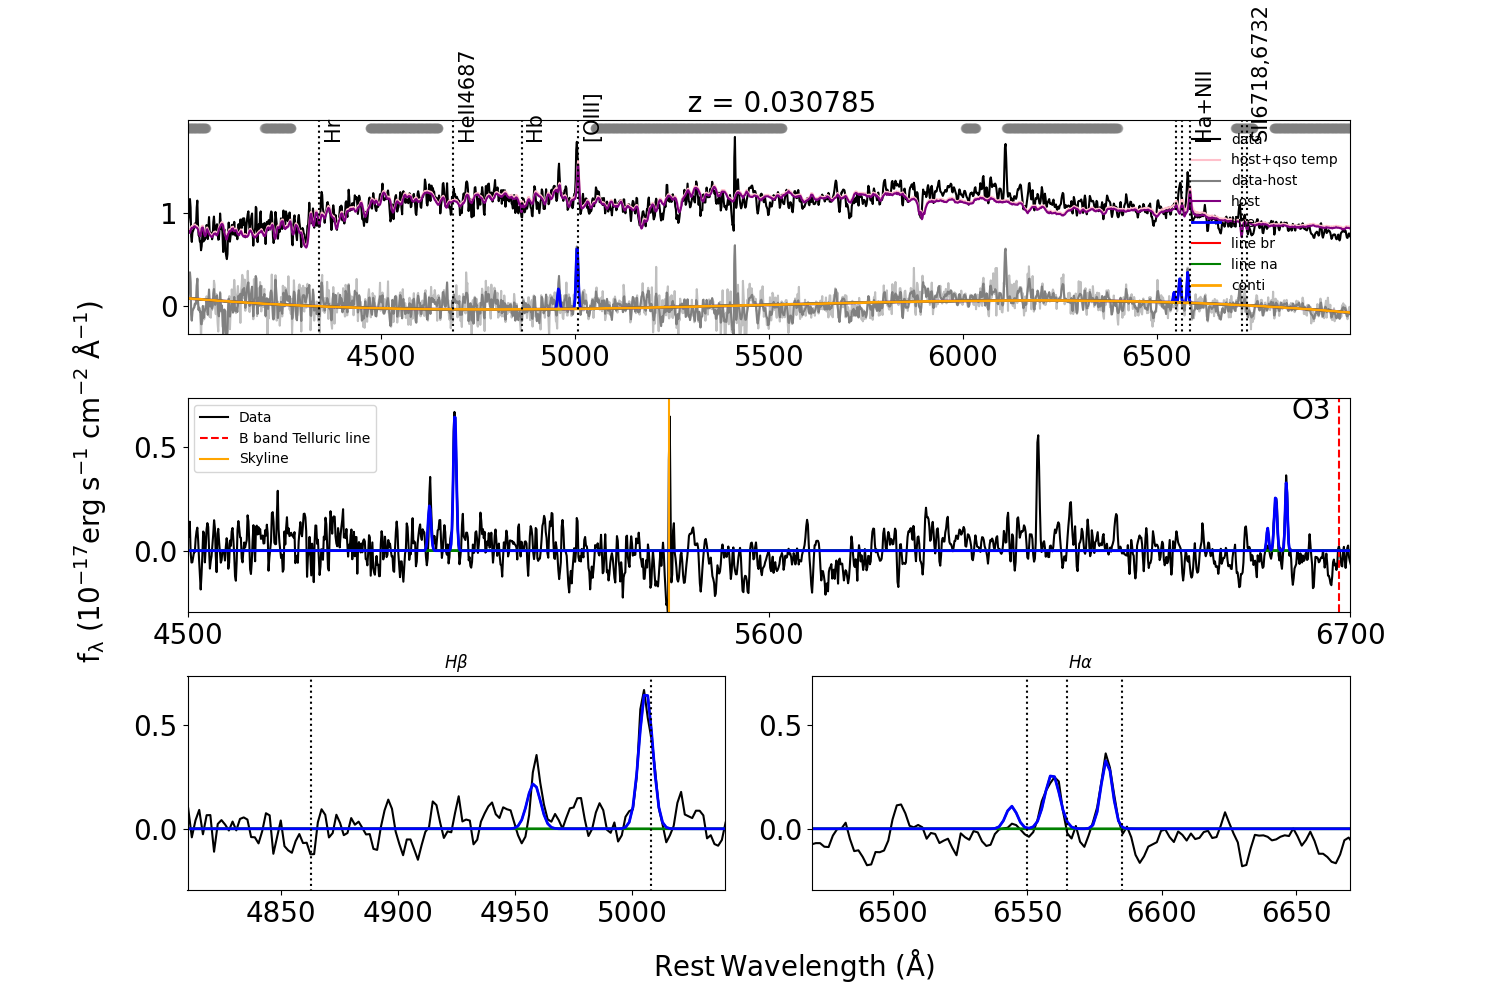 z = 0.030785
Hr
HeII4687
Hb
[OIII]
Ha+NII
SII6718,6732
data
host+qso temp
data-host
host
line br
line na
conti
1
0
4500 5000 5500 6000 6500
fλ (10⁻¹⁷erg s⁻¹ cm⁻² Å⁻¹)
Data
B band Telluric line
Skyline
O3
0.5
0.0
4500 5600 6700
Hβ
0.5
0.0
4850 4900 4950 5000
Hα
0.5
0.0
6500 6550 6600 6650
Rest Wavelength (Å)